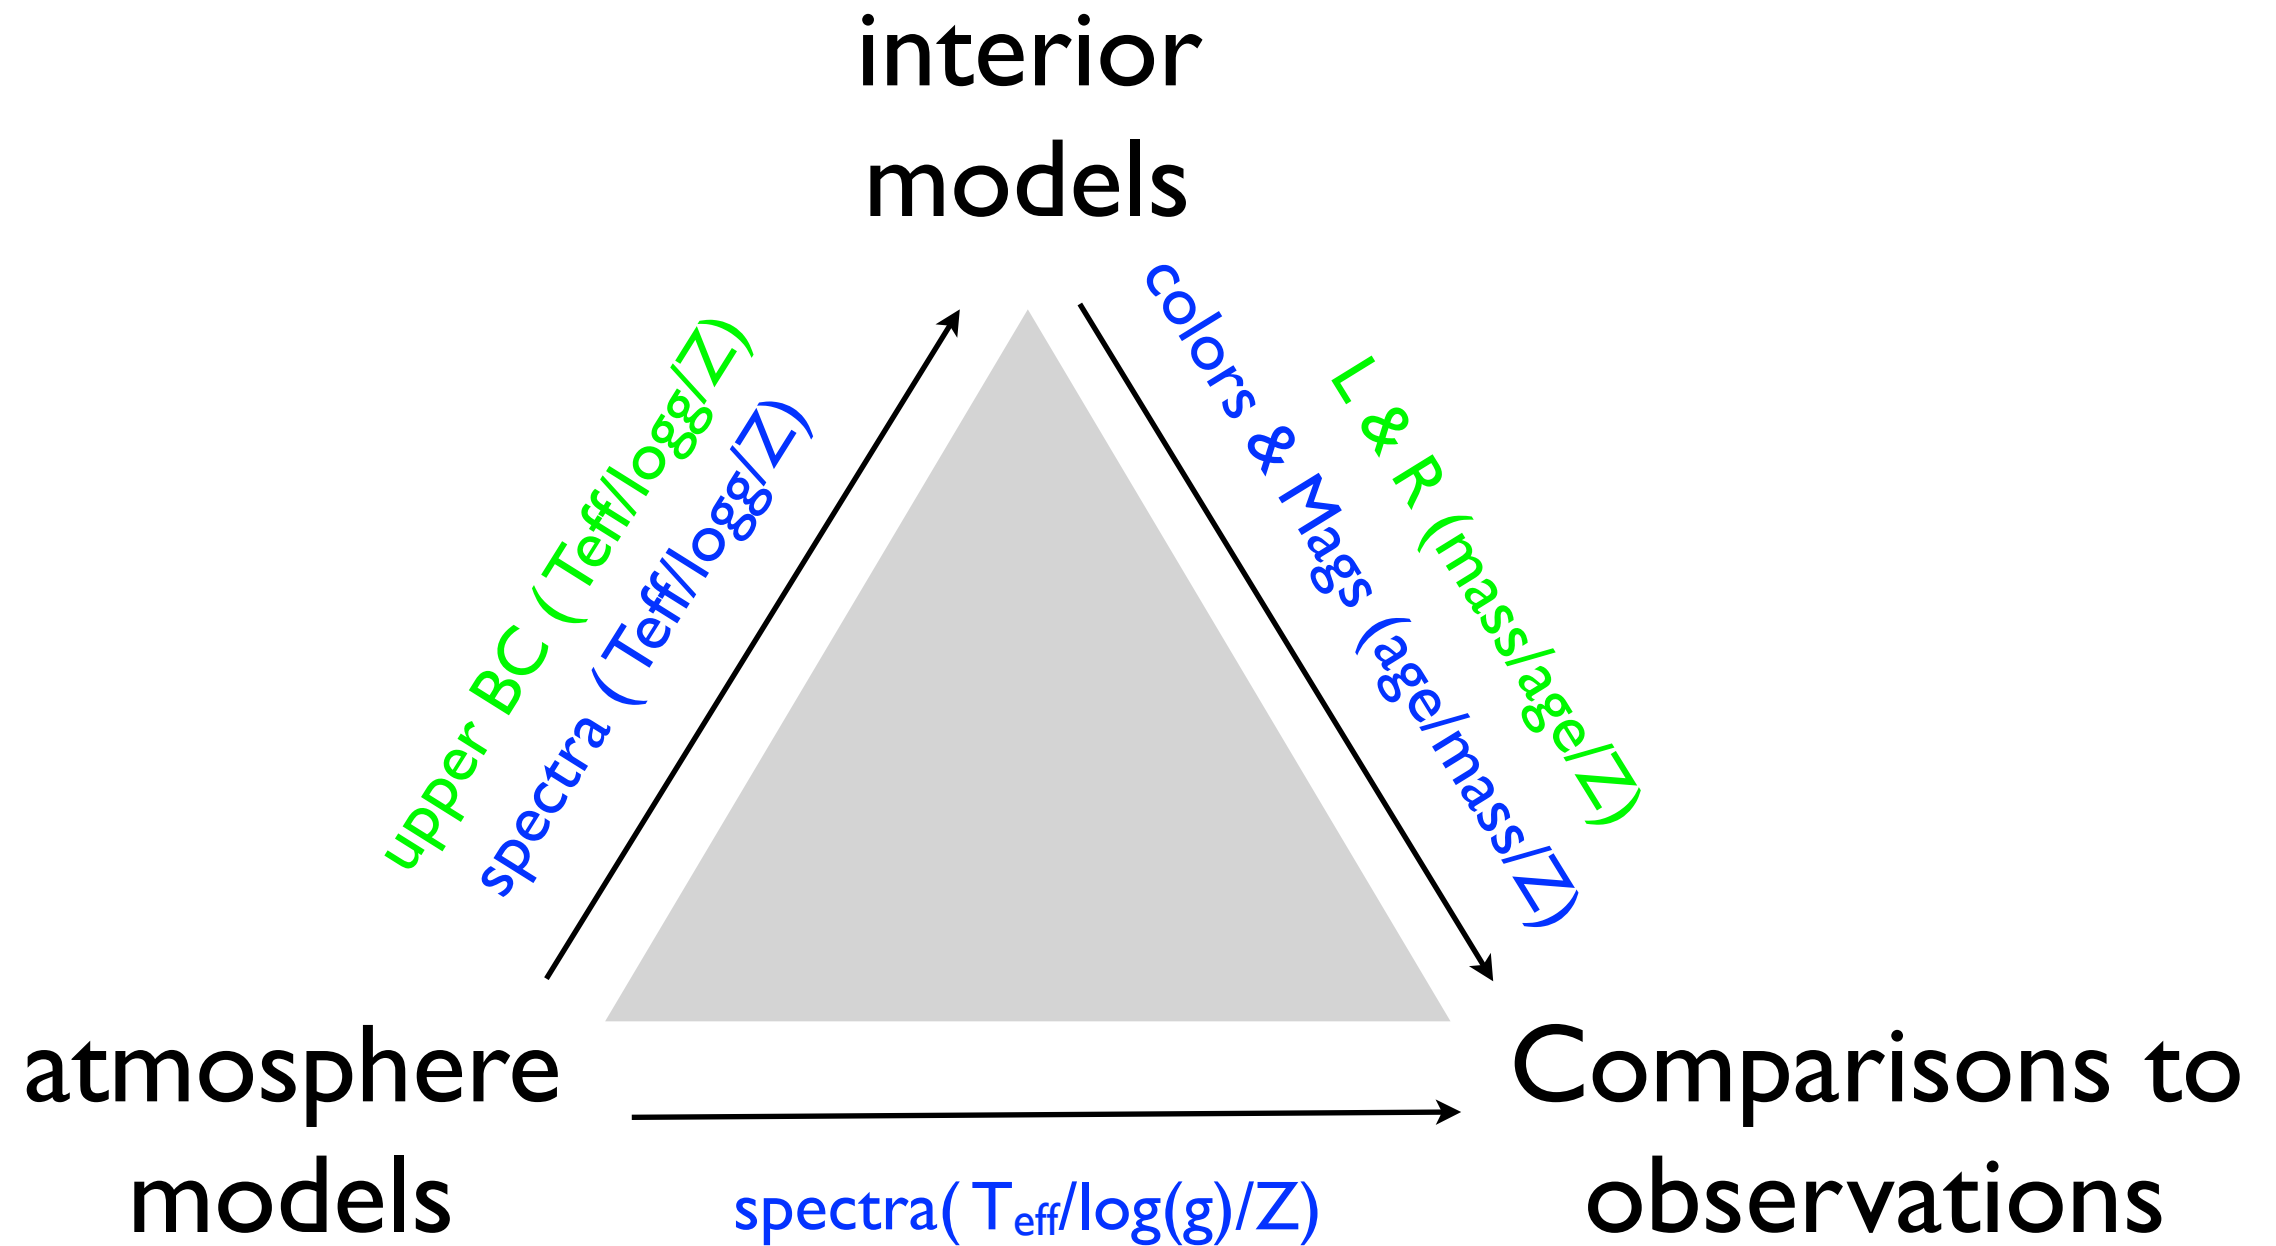 interior
models
upper BC (Teff/logg/Z)
spectra (Teff/logg/Z)
colors & Mags (age/mass/Z)
L & R (mass/age/Z)
atmosphere
models
Comparisons to
observations
spectra(Teff/log(g)/Z)